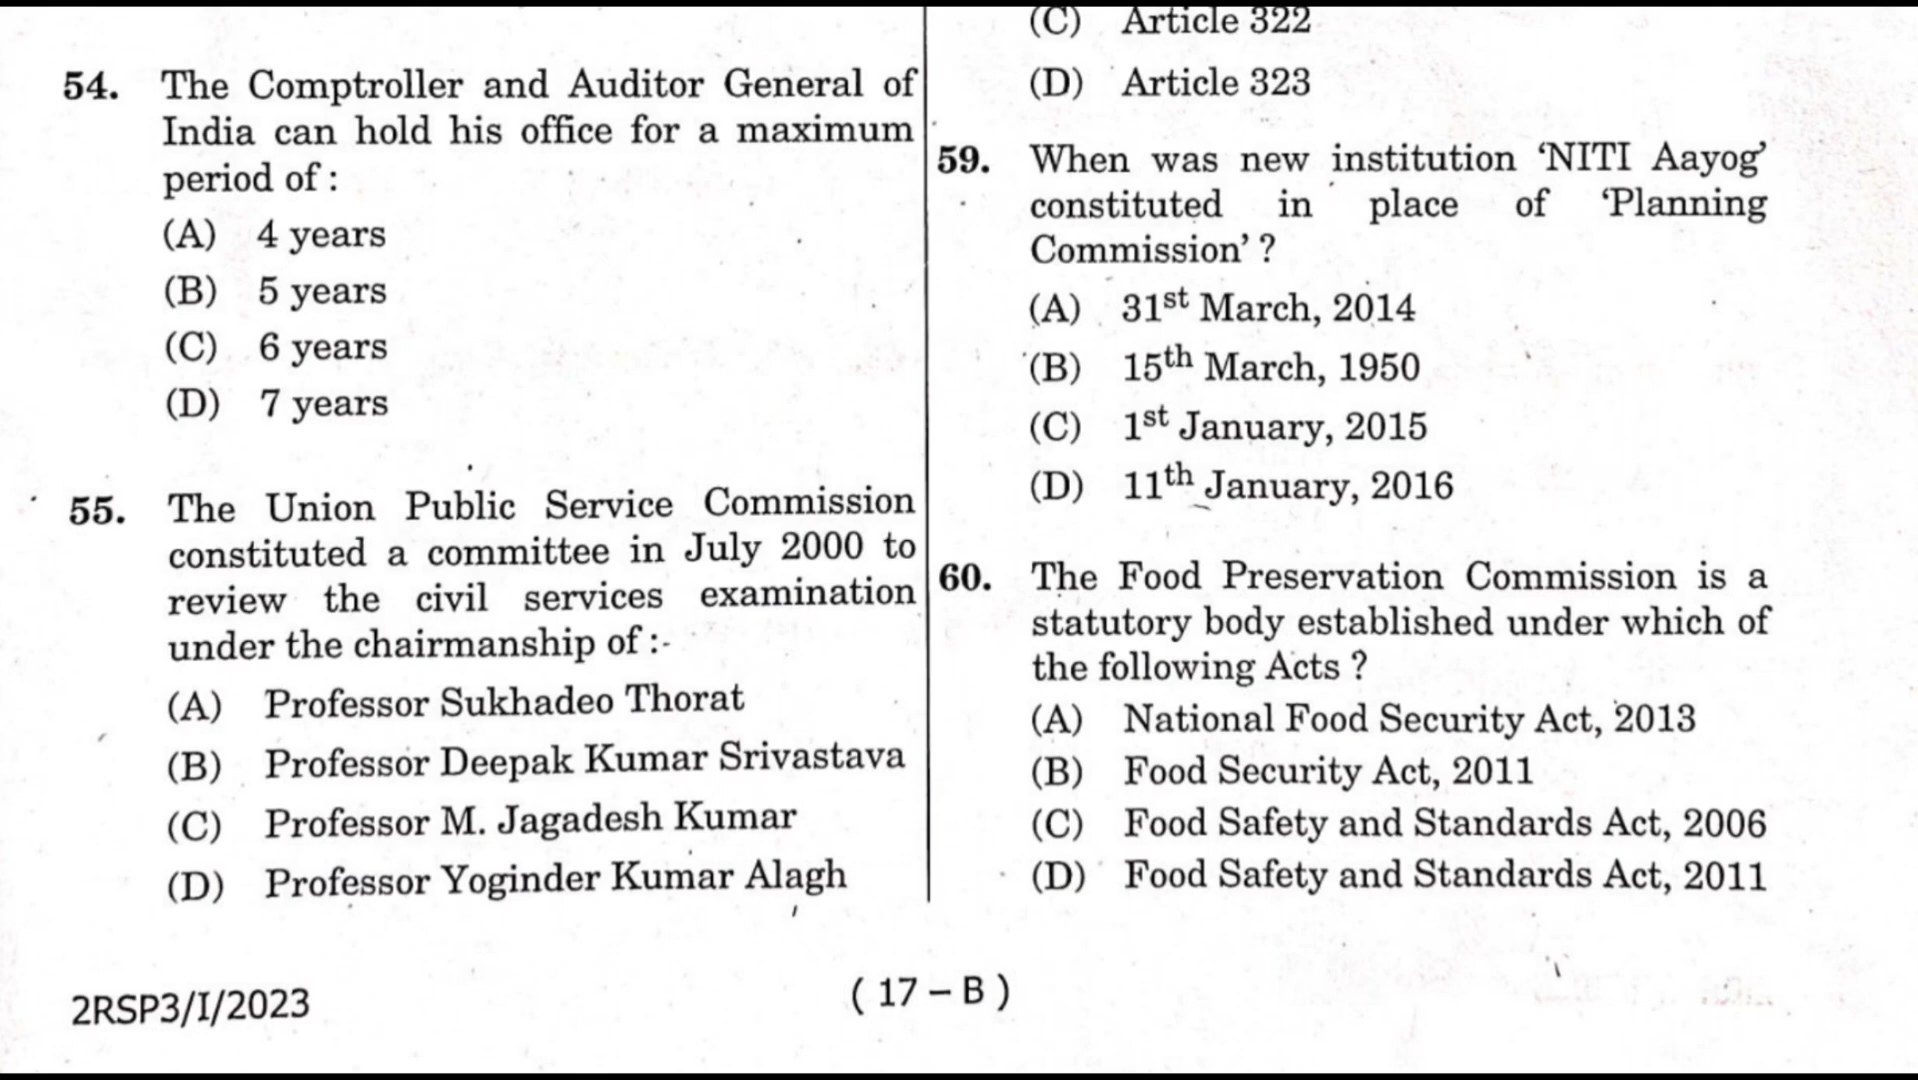 54. The Comptroller and Auditor General of
India can hold his office for a maximum
period of :
(A) 4 years
(B) 5 years
(C) 6 years
(D) 7 years
55. The Union Public Service Commission
constituted a committee in July 2000 to
review the civil services examination
under the chairmanship of :-
(A) Professor Sukhadeo Thorat
(B) Professor Deepak Kumar Srivastava
(C) Professor M. Jagadesh Kumar
(D) Professor Yoginder Kumar Alagh
(C) Article 322
(D) Article 323
59. When was new institution ‘NITI Aayog’
constituted in place of ‘Planning
Commission’ ?
(A) 31st March, 2014
(B) 15th March, 1950
(C) 1st January, 2015
(D) 11th January, 2016
60. The Food Preservation Commission is a
statutory body established under which of
the following Acts ?
(A) National Food Security Act, 2013
(B) Food Security Act, 2011
(C) Food Safety and Standards Act, 2006
(D) Food Safety and Standards Act, 2011
2RSP3/I/2023
( 17 – B )